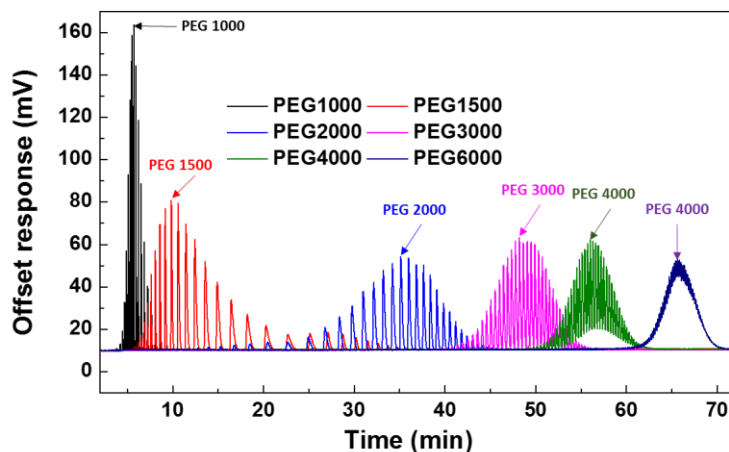 PEG 1000
PEG1000 PEG1500
PEG2000 PEG3000
PEG4000 PEG6000
PEG 1500
PEG 2000
PEG 3000
PEG 4000
PEG 4000
Offset response (mV)
160
140
120
100
80
60
40
20
0
10 20 30 40 50 60 70
Time (min)